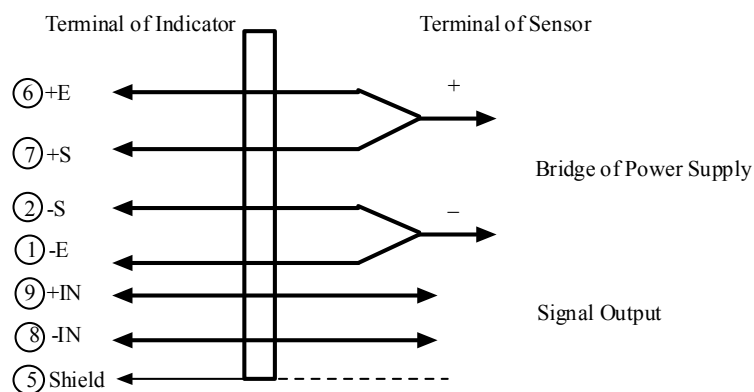 Terminal of Indicator Terminal of Sensor
6 +E +
7 +S
Bridge of Power Supply
2 -S –
1 -E
9 +IN
Signal Output
8 -IN
5 Shield